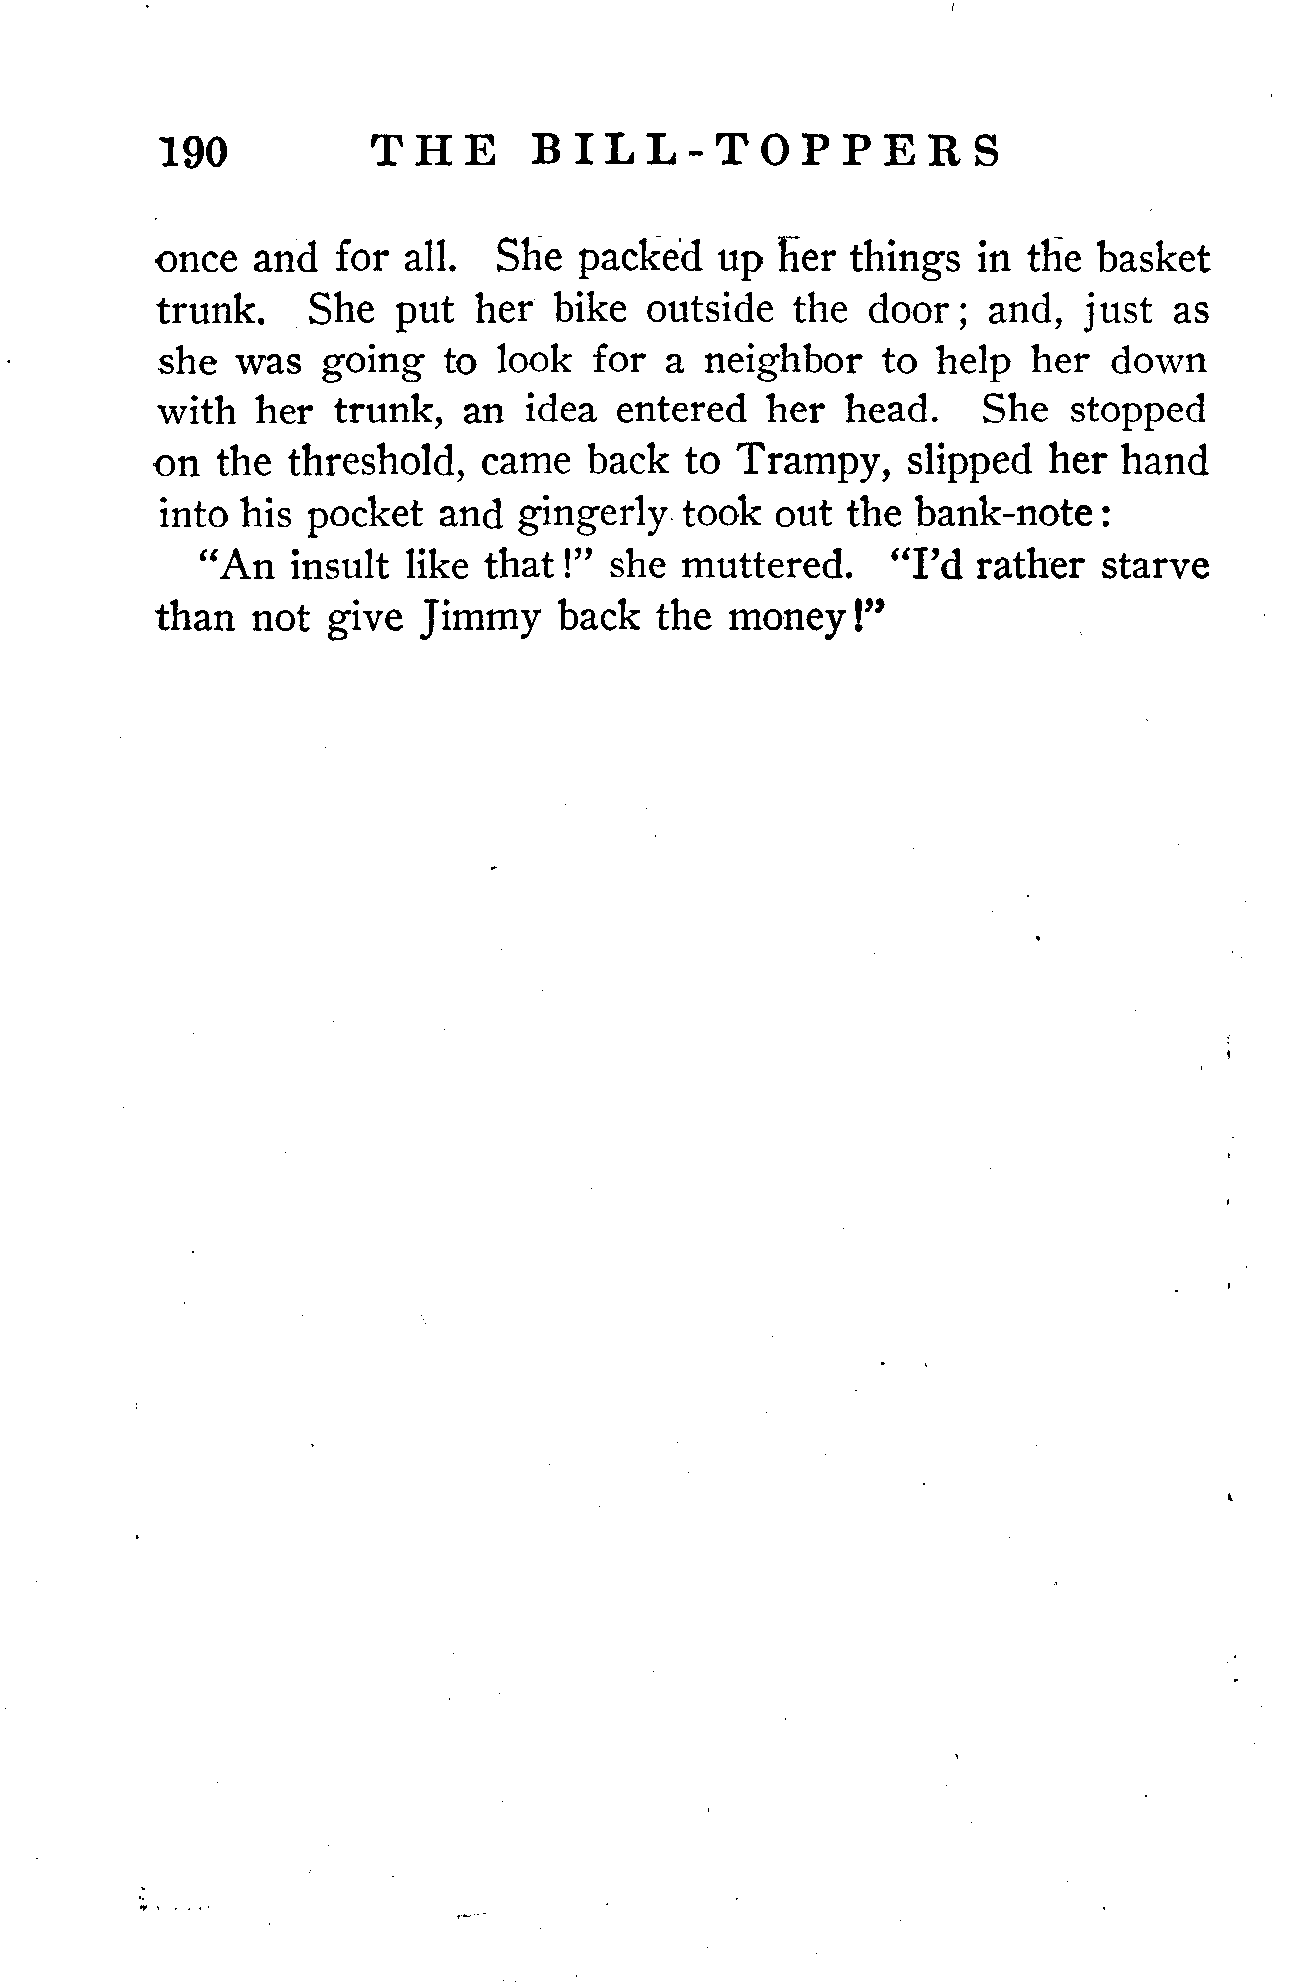 190 THE BILL-TOPPERS
once and for all. She packed up her things in the basket
trunk. She put her bike outside the door; and, just as
she was going to look for a neighbor to help her down
with her trunk, an idea entered her head. She stopped
on the threshold, came back to Trampy, slipped her hand
into his pocket and gingerly took out the bank-note:
“An insult like that!” she muttered. “I’d rather starve
than not give Jimmy back the money!”